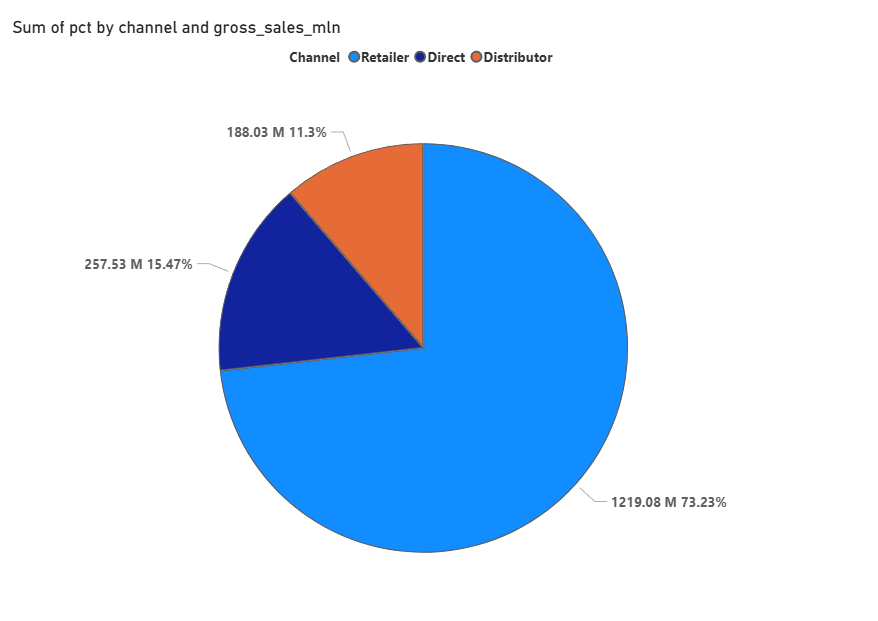 Sum of pct by channel and gross_sales_mln
Channel Retailer Direct Distributor
188.03 M 11.3%
257.53 M 15.47%
1219.08 M 73.23%